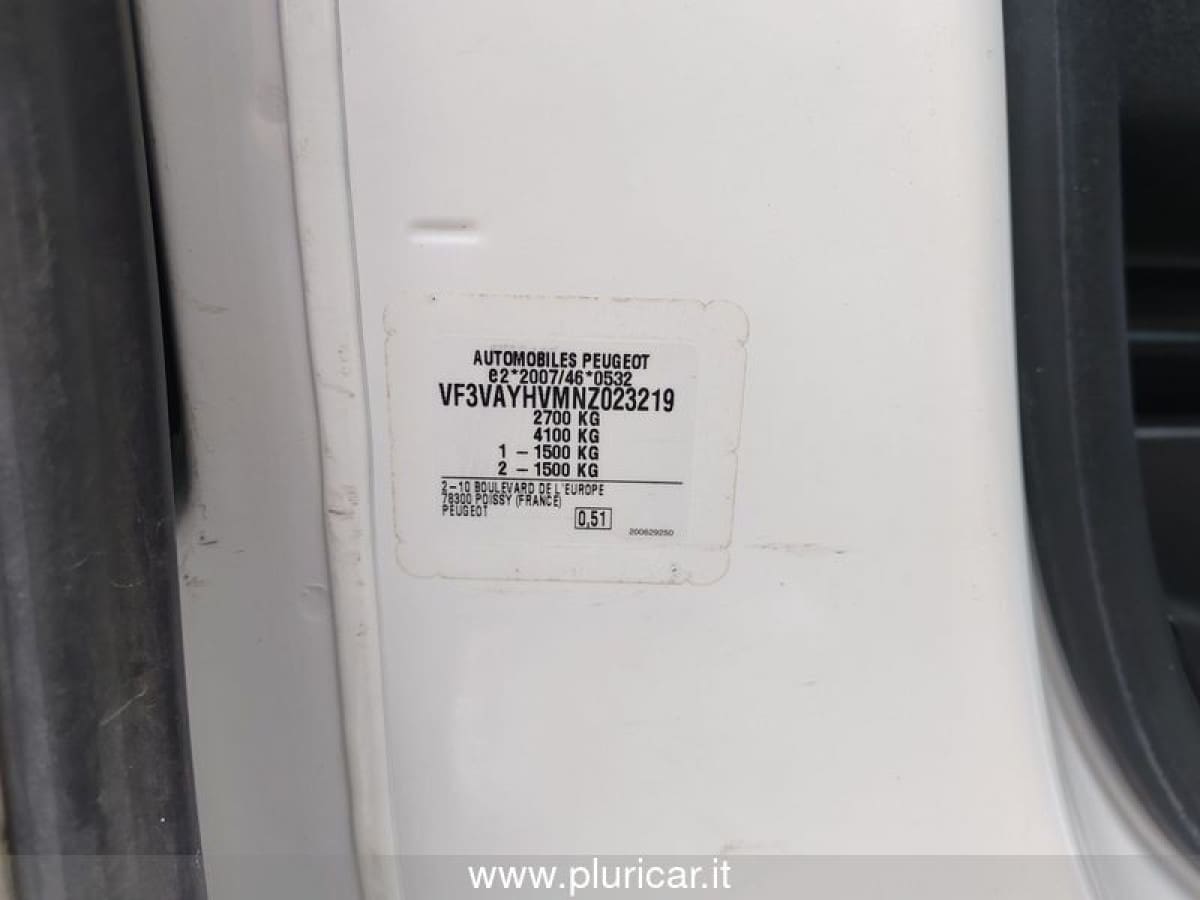 AUTOMOBILES PEUGEOT
e2*2007/46*0532
VF3VAYHVMNZ023219
2700 KG
4100 KG
1 – 1500 KG
2 – 1500 KG
2–10 BOULEVARD DE L'EUROPE
78300 POISSY (FRANCE)
PEUGEOT
0,51
200629250
www.pluricar.it